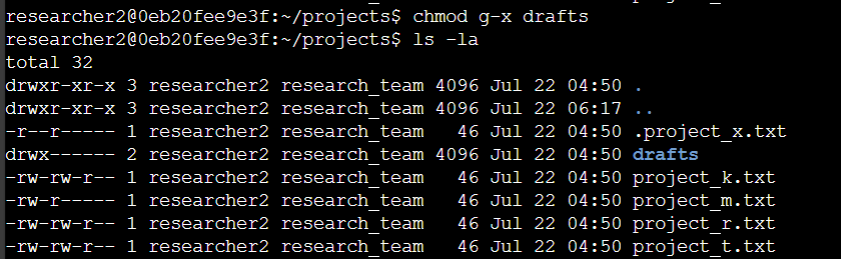 researcher2@0eb20fee9e3f:~/projects$ chmod g-x drafts
researcher2@0eb20fee9e3f:~/projects$ ls -la
total 32
drwxr-xr-x 3 researcher2 research_team 4096 Jul 22 04:50 .
drwxr-xr-x 3 researcher2 research_team 4096 Jul 22 06:17 ..
-r--r----- 1 researcher2 research_team   46 Jul 22 04:50 .project_x.txt
drwx------ 2 researcher2 research_team 4096 Jul 22 04:50 drafts
-rw-rw-r-- 1 researcher2 research_team   46 Jul 22 04:50 project_k.txt
-rw-r----- 1 researcher2 research_team   46 Jul 22 04:50 project_m.txt
-rw-rw-r-- 1 researcher2 research_team   46 Jul 22 04:50 project_r.txt
-rw-rw-r-- 1 researcher2 research_team   46 Jul 22 04:50 project_t.txt